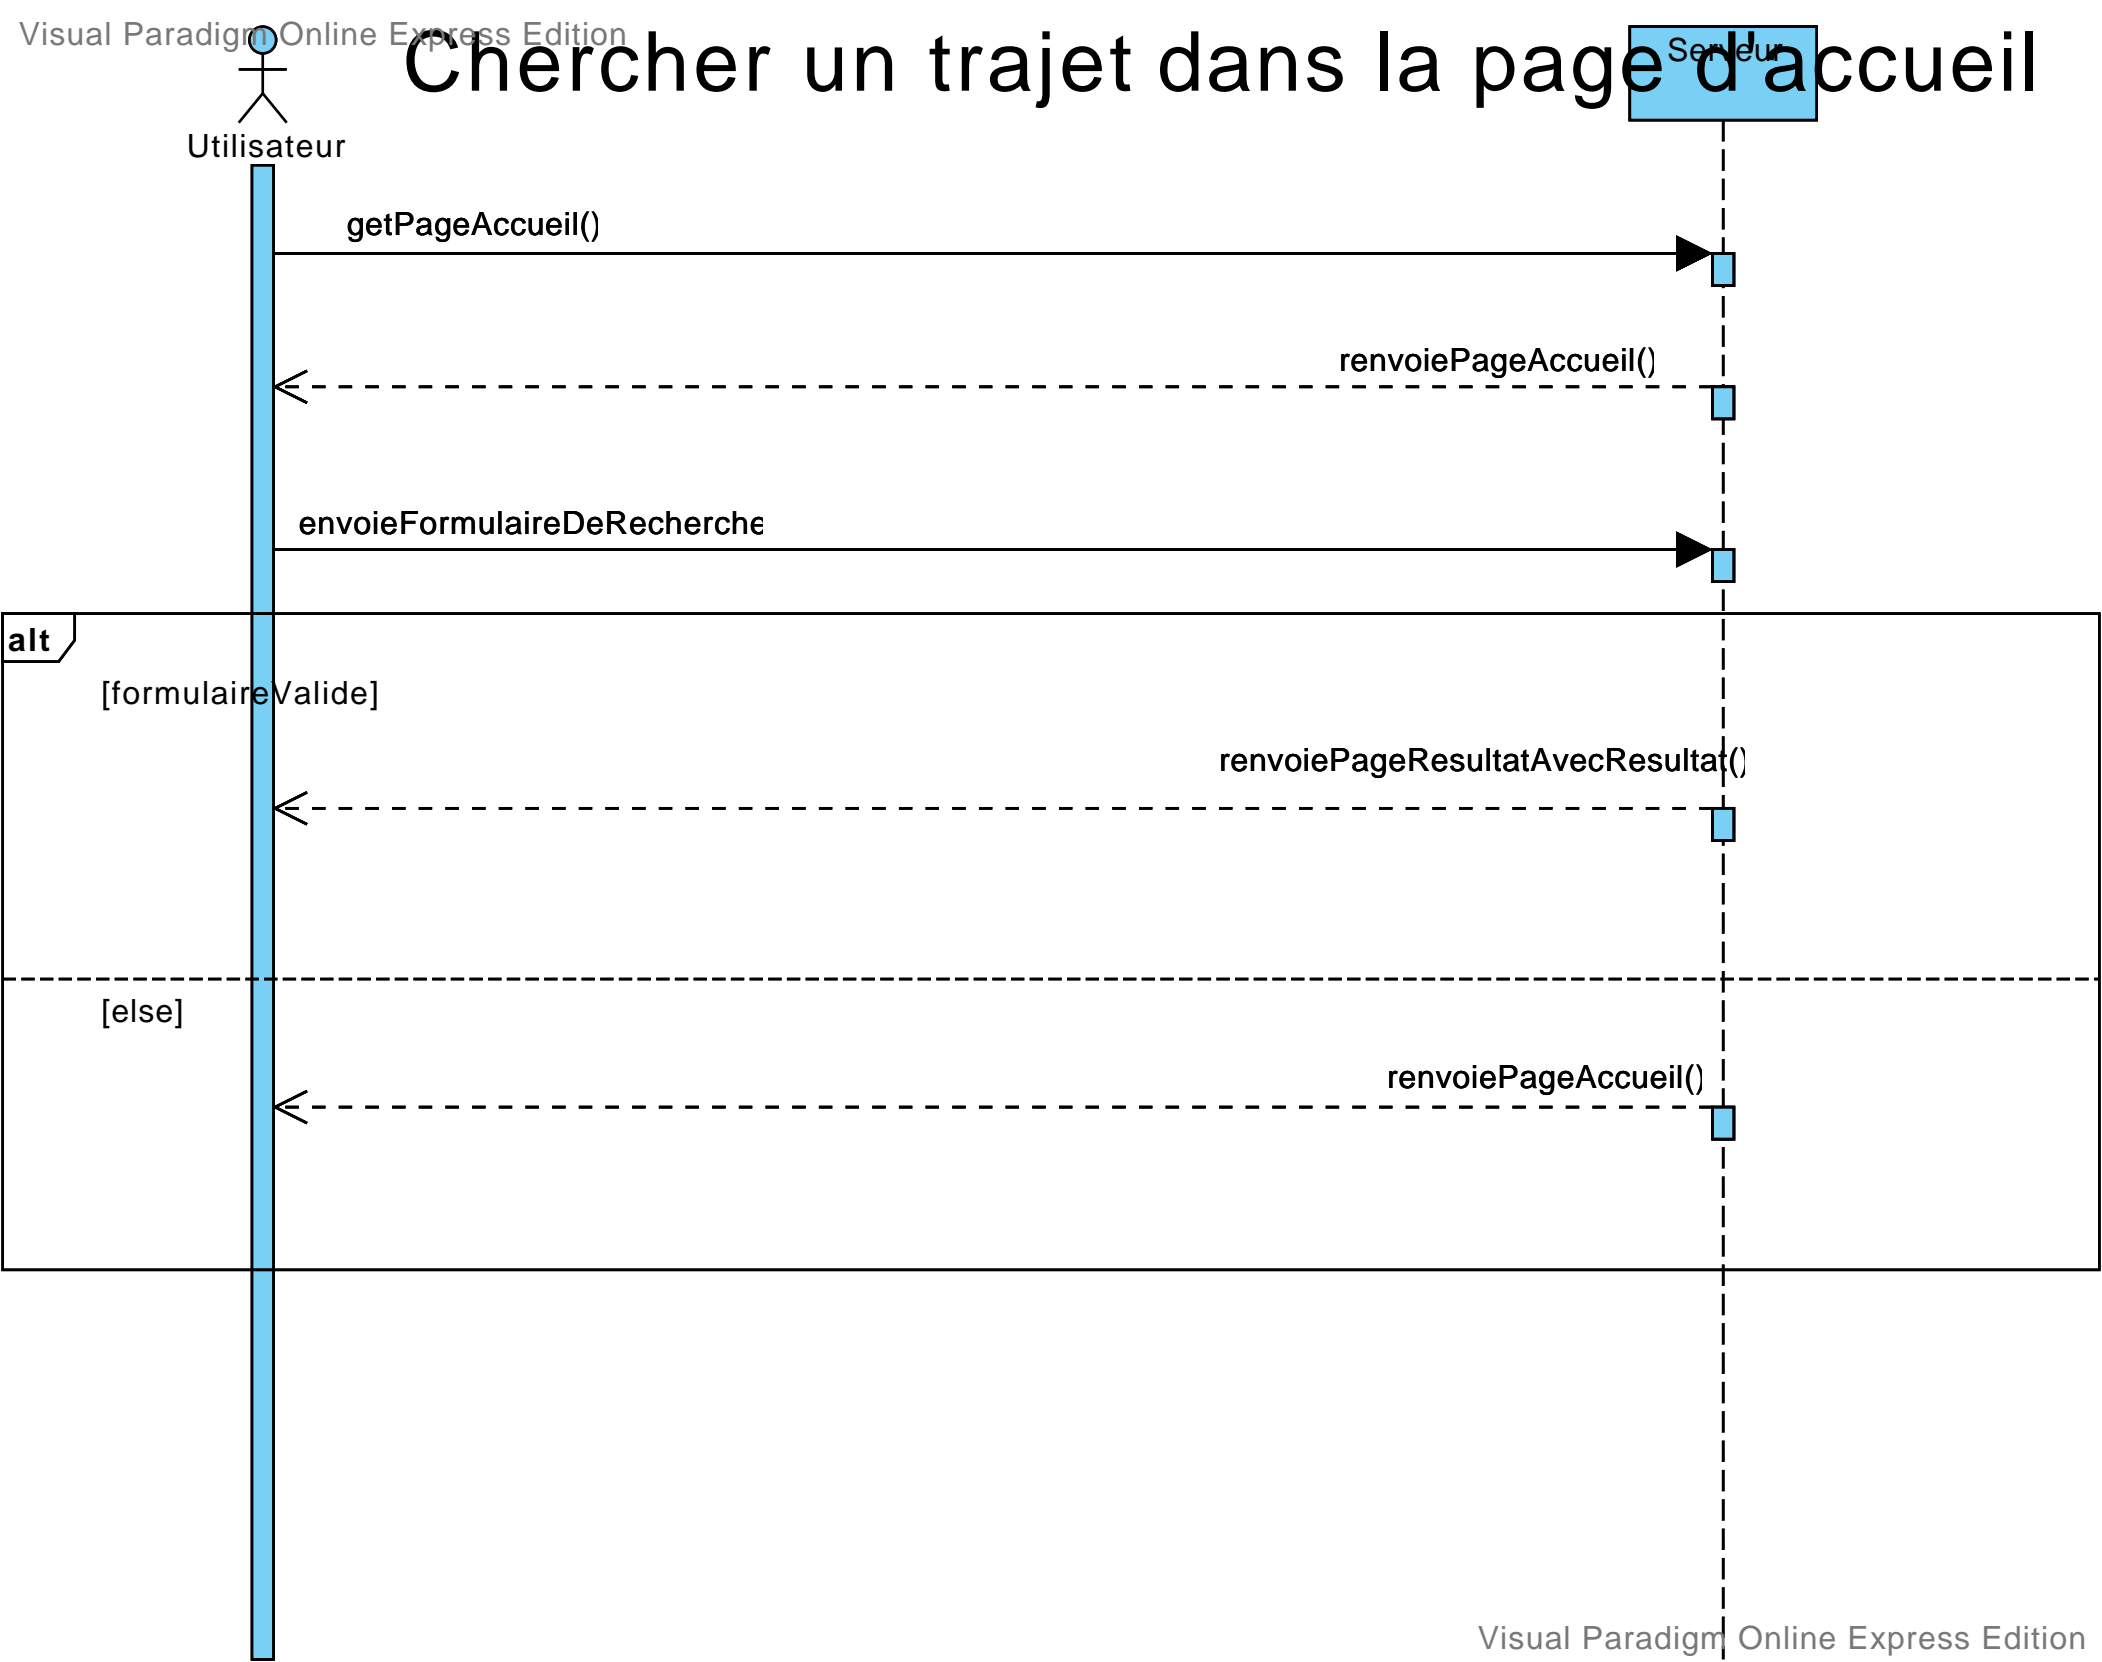 Visual Paradigm Online Express Edition
Chercher un trajet dans la page d'accueil
Serveur
Utilisateur
getPageAccueil()
renvoiePageAccueil()
envoieFormulaireDeRecherche
alt
[formulaireValide]
renvoiePageResultatAvecResultat()
[else]
renvoiePageAccueil()
Visual Paradigm Online Express Edition